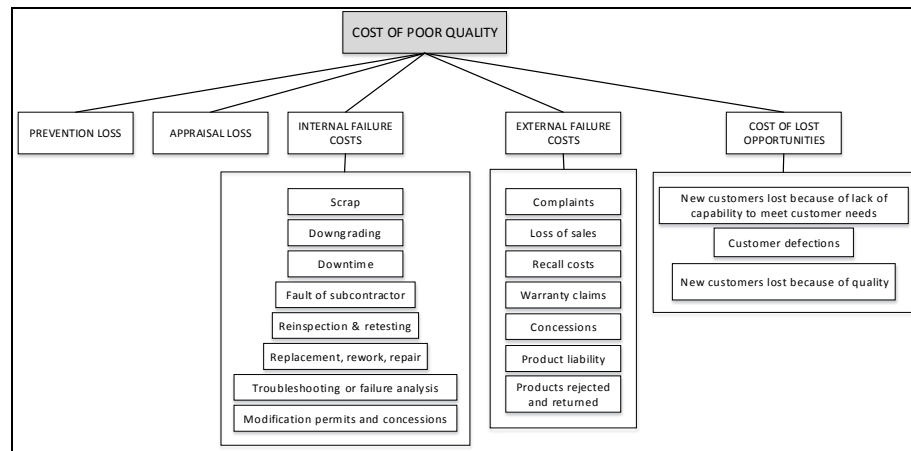 COST OF POOR QUALITY
PREVENTION LOSS
APPRAISAL LOSS
INTERNAL FAILURE
COSTS
EXTERNAL FAILURE
COSTS
COST OF LOST
OPPORTUNITIES
Scrap
Downgrading
Downtime
Fault of subcontractor
Reinspection & retesting
Replacement, rework, repair
Troubleshooting or failure analysis
Modification permits and concessions
Complaints
Loss of sales
Recall costs
Warranty claims
Concessions
Product liability
Products rejected
and returned
New customers lost because of lack of
capability to meet customer needs
Customer defections
New customers lost because of quality